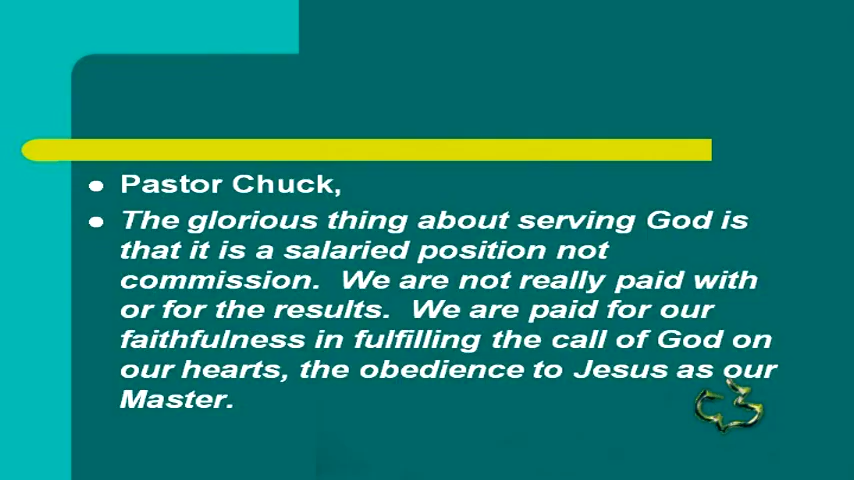 Pastor Chuck,
The glorious thing about serving God is
that it is a salaried position not
commission.  We are not really paid with
or for the results.  We are paid for our
faithfulness in fulfilling the call of God on
our hearts, the obedience to Jesus as our
Master.